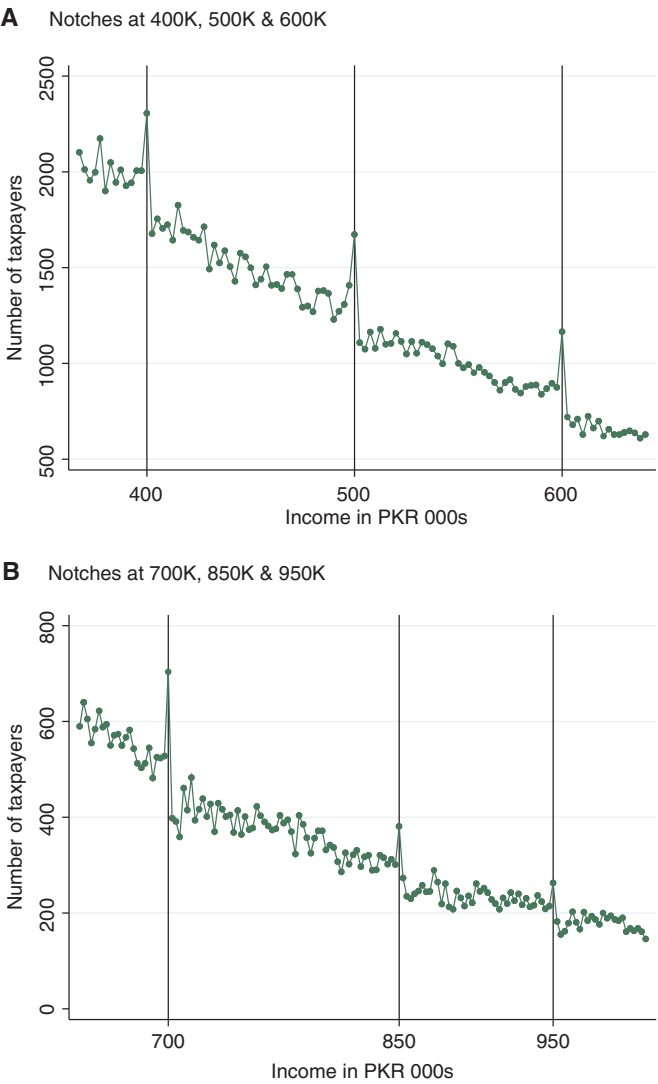 A Notches at 400K, 500K & 600K
Number of taxpayers
2500
2000
1500
1000
500
400 500 600
Income in PKR 000s
B Notches at 700K, 850K & 950K
Number of taxpayers
800
600
400
200
0
700 850 950
Income in PKR 000s